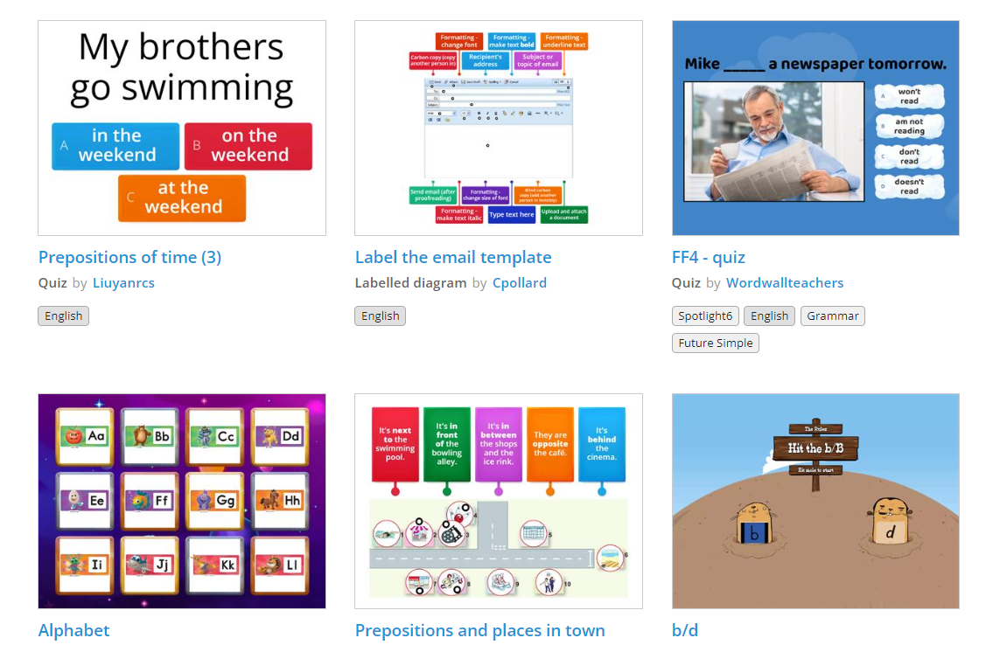 My brothers
go swimming
A in the
weekend
B on the
weekend
C at the
weekend
Prepositions of time (3)
Quiz by Liuyanrcs
English
Formatting -
change font
Formatting -
make text bold
Formatting -
underline text
Carbon copy (copy
another person in)
Recipient's
address
Subject or
topic of email
Send email (after
proofreading)
Formatting -
change size of font
Blind carbon
copy (add another
person in invisibly)
Formatting -
make text italic
Type text here
Upload and attach
a document
Label the email template
Labelled diagram by Cpollard
English
Mike _____ a newspaper tomorrow.
A won't
read
B am not
reading
C don't
read
D doesn't
read
FF4 - quiz
Quiz by Wordwallteachers
Spotlight6 English Grammar
Future Simple
Aa Bb Cc Dd
Ee Ff Gg Hh
Ii Jj Kk Ll
Alphabet
It's next
to the
swimming
pool.
It's in
front
of the
bowling
alley.
It's in
between
the shops
and the
ice rink.
They are
opposite
the café.
It's
behind
the
cinema.
1 2 3 4 5 6
7 8 9 10
Prepositions and places in town
The Rules
Hit the b/B
Hit mole to start
b d
b/d